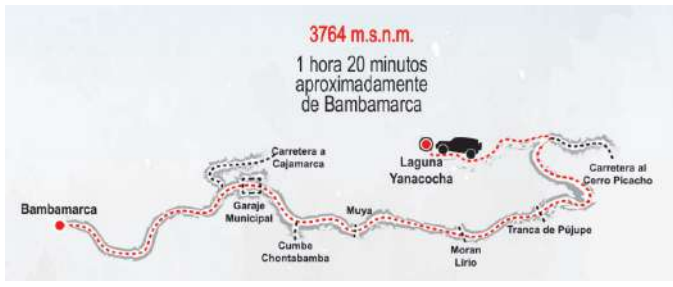 3764 m.s.n.m.
1 hora 20 minutos
aproximadamente
de Bambamarca
Carretera a
Cajamarca
Laguna
Yanacocha
Carretera al
Cerro Picacho
Bambamarca
Garaje
Municipal
Muya
Cumbe
Chontabamba
Moran
Lírio
Tranca de Pújupe